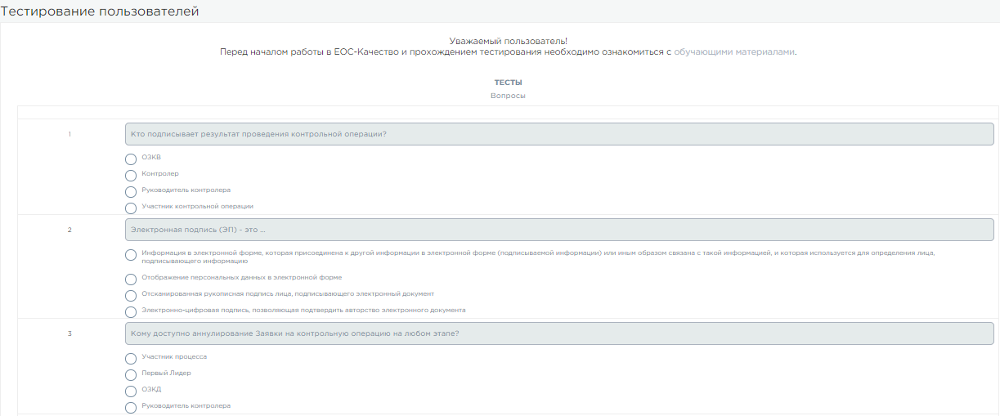 Тестирование пользователей
Уважаемый пользователь!
Перед началом работы в ЕОС-Качество и прохождением тестирования необходимо ознакомиться с обучающими материалами.
ТЕСТЫ
Вопросы
1
Кто подписывает результат проведения контрольной операции?
ОЗКВ
Контролер
Руководитель контролера
Участник контрольной операции
2
Электронная подпись (ЭП) - это ...
Информация в электронной форме, которая присоединена к другой информации в электронной форме (подписываемой информации) или иным образом связана с такой информацией, и которая используется для определения лица,
подписывающего информацию
Отображение персональных данных в электронной форме
Отсканированная рукописная подпись лица, подписывающего электронный документ
Электронно-цифровая подпись, позволяющая подтвердить авторство электронного документа
3
Кому доступно аннулирование Заявки на контрольную операцию на любом этапе?
Участник процесса
Первый Лидер
ОЗКД
Руководитель контролера